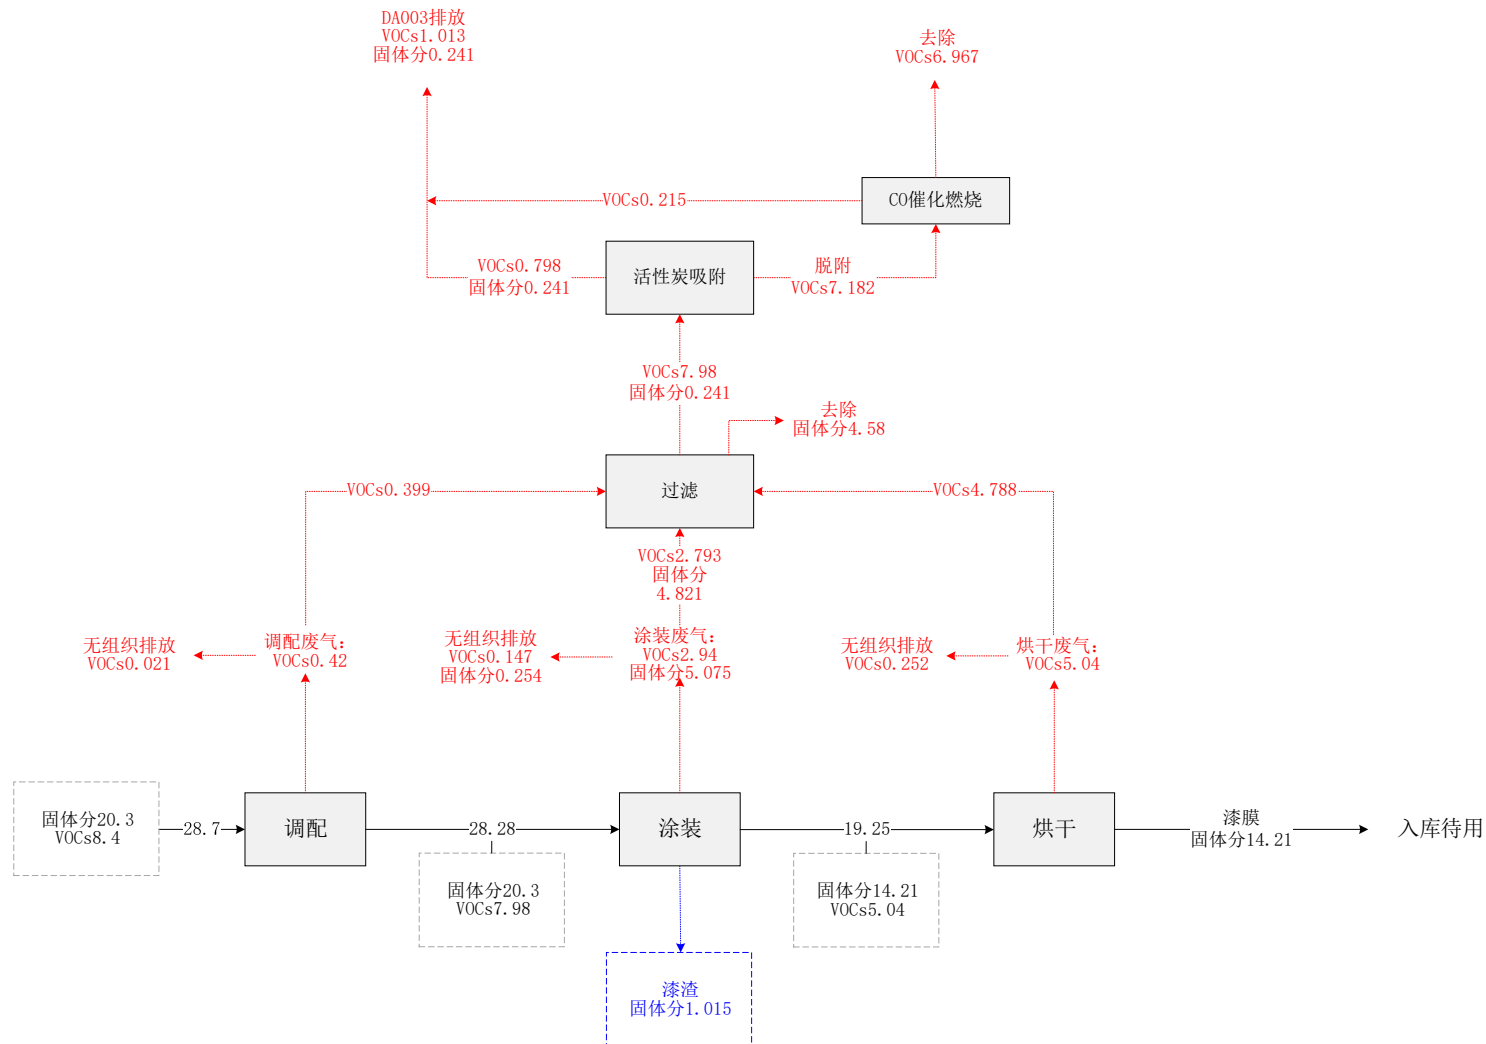 DA003排放
VOCs1.013
固体分0.241
去除
VOCs6.967
VOCs0.215
CO催化燃烧
VOCs0.798
固体分0.241
活性炭吸附
脱附
VOCs7.182
VOCs7.98
固体分0.241
去除
固体分4.58
VOCs0.399
过滤
VOCs4.788
VOCs2.793
固体分
4.821
无组织排放
VOCs0.021
调配废气:
VOCs0.42
无组织排放
VOCs0.147
固体分0.254
涂装废气:
VOCs2.94
固体分5.075
无组织排放
VOCs0.252
烘干废气:
VOCs5.04
固体分20.3
VOCs8.4
28.7
调配
28.28
涂装
19.25
烘干
漆膜
固体分14.21
入库待用
固体分20.3
VOCs7.98
固体分14.21
VOCs5.04
漆渣
固体分1.015